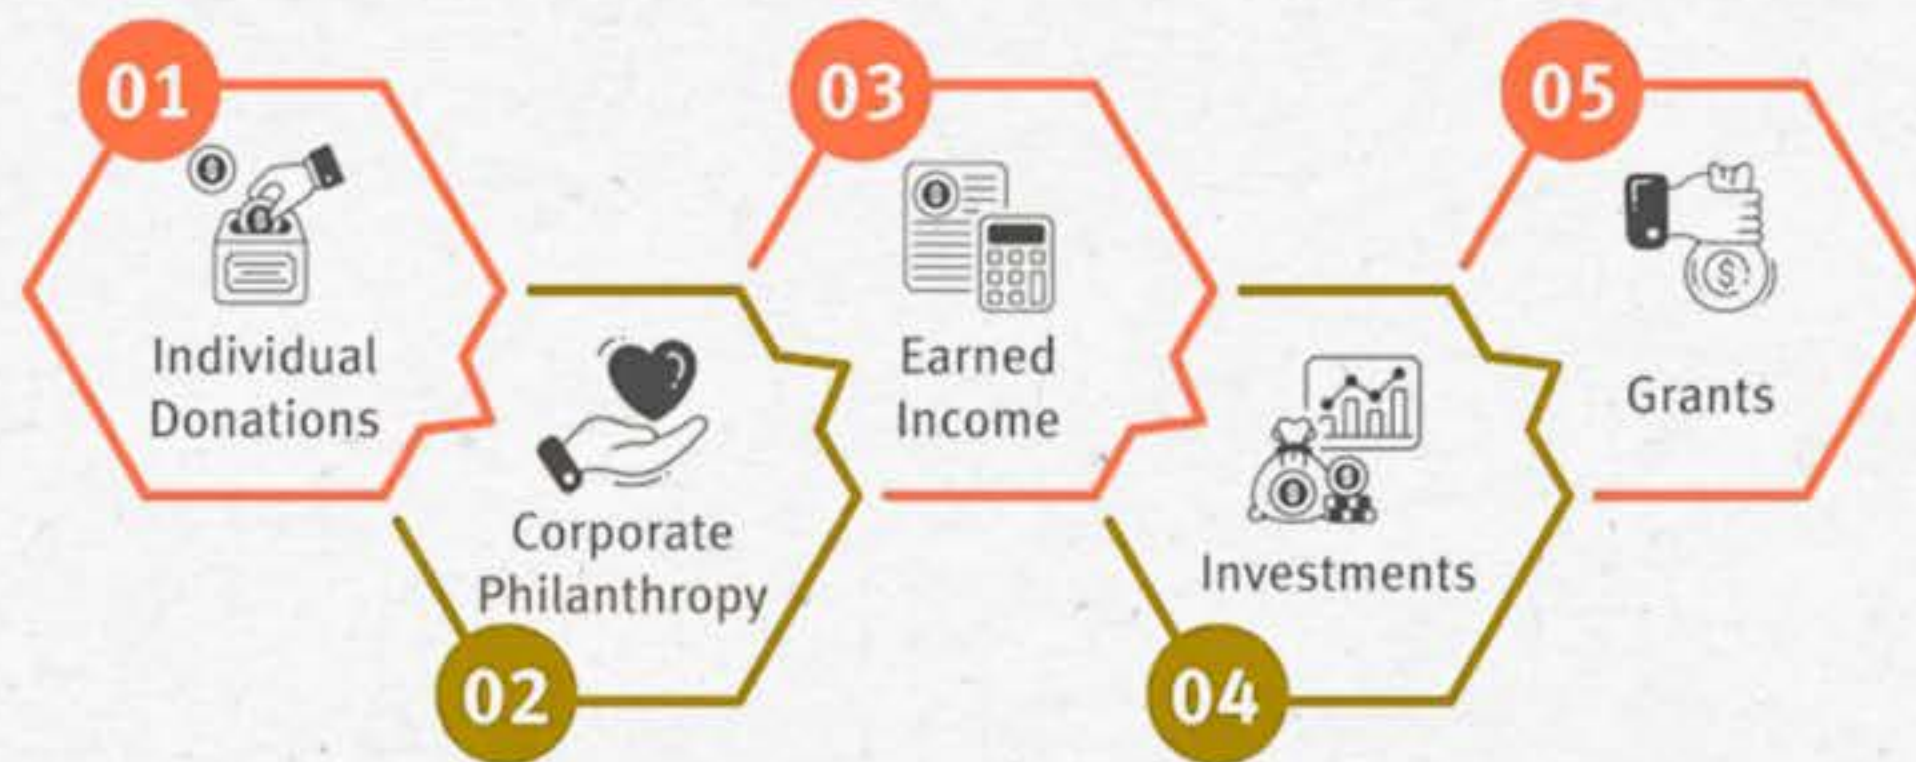 01
Individual
Donations
02
Corporate
Philanthropy
03
Earned
Income
04
Investments
05
Grants